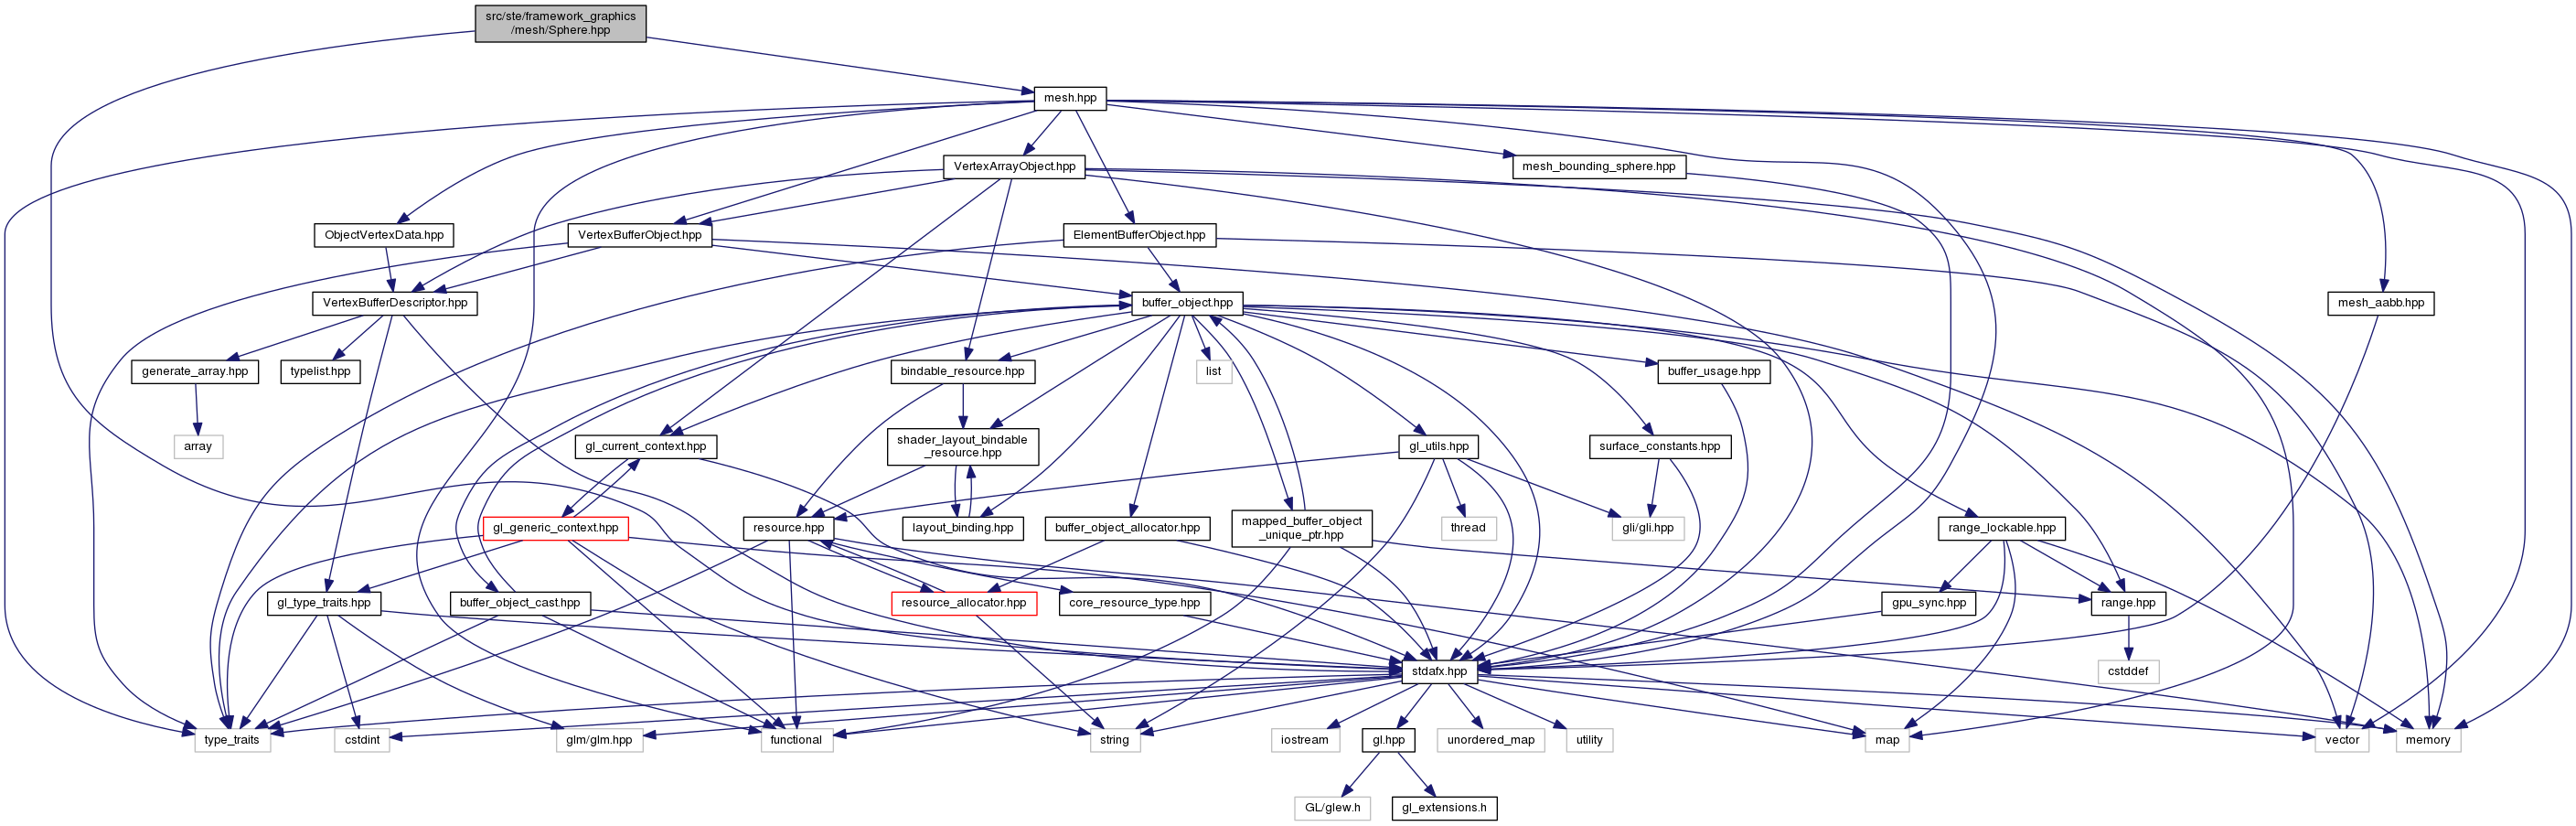 src/ste/framework_graphics
/mesh/Sphere.hpp
mesh.hpp
VertexArrayObject.hpp
mesh_bounding_sphere.hpp
ObjectVertexData.hpp
VertexBufferObject.hpp
ElementBufferObject.hpp
VertexBufferDescriptor.hpp
buffer_object.hpp
mesh_aabb.hpp
generate_array.hpp
typelist.hpp
bindable_resource.hpp
list
buffer_usage.hpp
array
gl_current_context.hpp
shader_layout_bindable
_resource.hpp
gl_utils.hpp
surface_constants.hpp
gl_generic_context.hpp
resource.hpp
layout_binding.hpp
buffer_object_allocator.hpp
mapped_buffer_object
_unique_ptr.hpp
thread
gli/gli.hpp
range_lockable.hpp
gl_type_traits.hpp
buffer_object_cast.hpp
resource_allocator.hpp
core_resource_type.hpp
gpu_sync.hpp
range.hpp
stdafx.hpp
cstddef
type_traits
cstdint
glm/glm.hpp
functional
string
iostream
gl.hpp
unordered_map
utility
map
vector
memory
GL/glew.h
gl_extensions.h